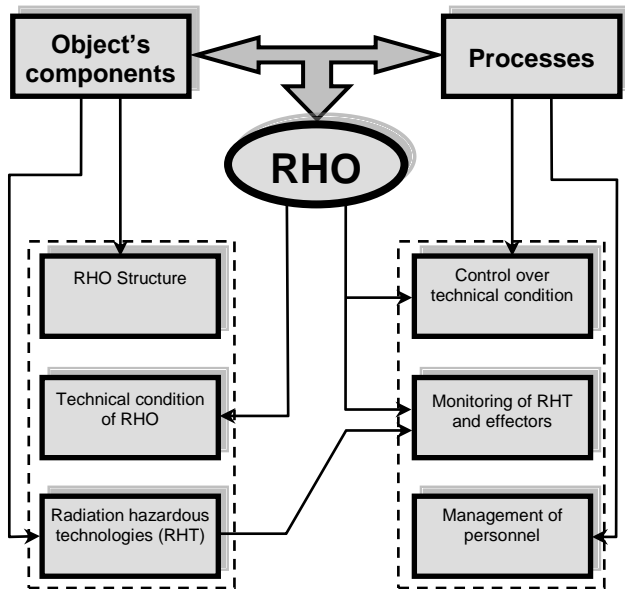 Object's
components
Processes
RHO
RHO Structure
Control over
technical condition
Technical condition
of RHO
Monitoring of RHT
and effectors
Radiation hazardous
technologies (RHT)
Management of
personnel